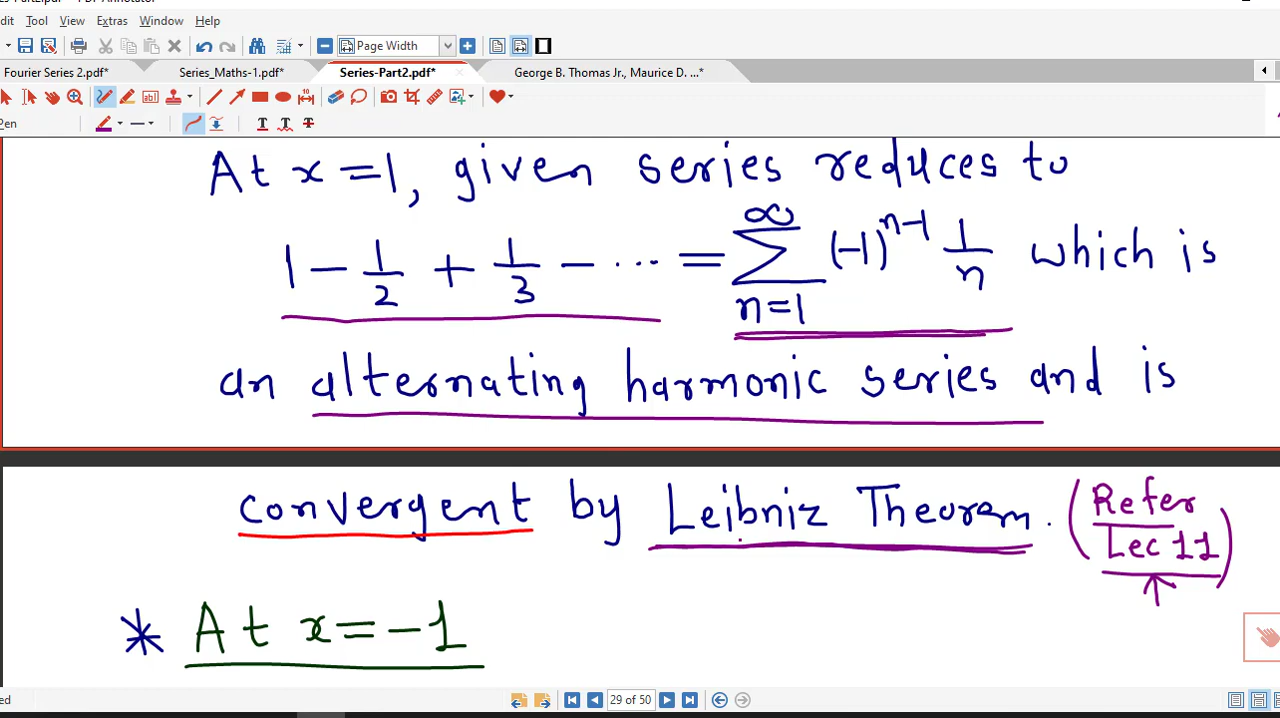 dit Tool View Extras Window Help
Page Width
Fourier Series 2.pdf* Series_Maths-1.pdf* Series-Part2.pdf* George B. Thomas Jr., Maurice D. ...*
Pen
At x=1, given series reduces to
1 - 1/2 + 1/3 - ... = ∑_{n=1}^{∞} (-1)^{n-1} 1/n which is
an alternating harmonic series and is
convergent by Leibniz Theorem. (Refer
Lec 11)
* At x=-1
29 of 50